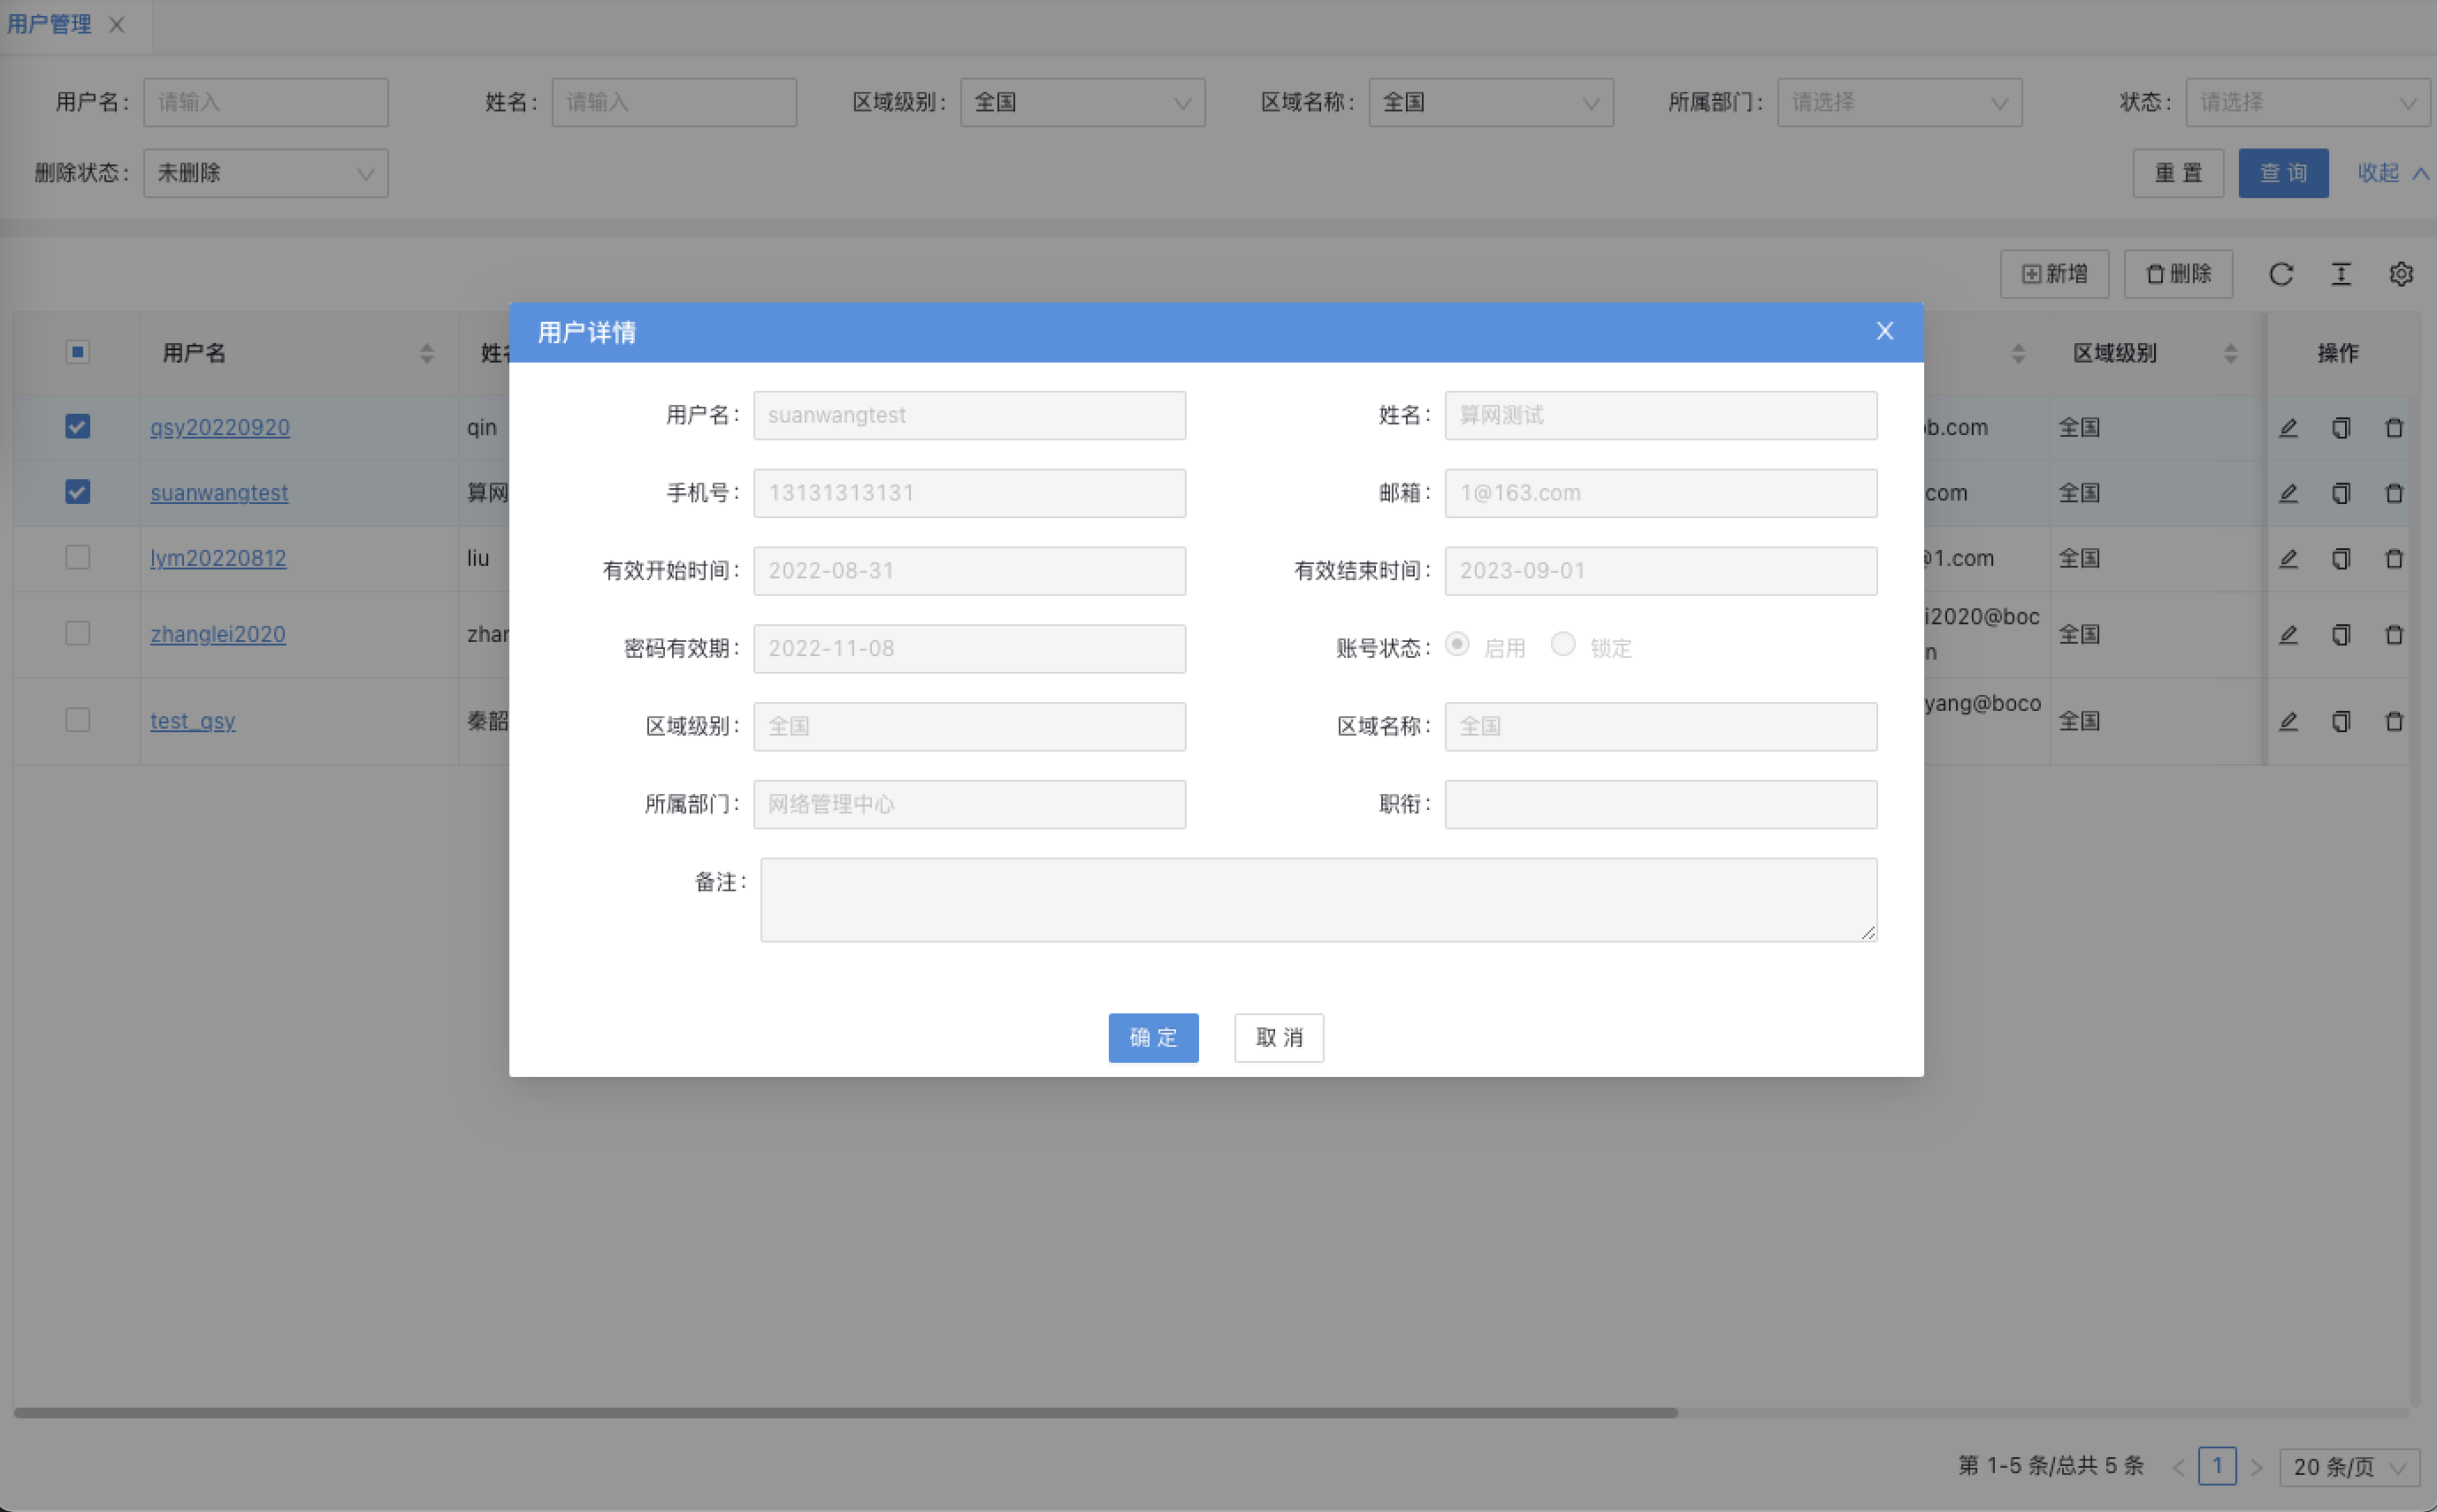 用户管理
用户名： 请输入 姓名： 请输入 区域级别： 全国 区域名称： 全国 所属部门： 请选择 状态： 请选择
删除状态： 未删除 重 置 查 询 收起
新增 删除
用户名 姓名 区域级别 操作
用户详情 X
qsy20220920 qin b.com 全国
suanwangtest 算网 com 全国
lym20220812 liu @1.com 全国
zhanglei2020 zhan i2020@boc
n 全国
test_qsy 秦韶 yang@boco 全国
用户名： suanwangtest 姓名： 算网测试
手机号： 13131313131 邮箱： 1@163.com
有效开始时间： 2022-08-31 有效结束时间： 2023-09-01
密码有效期： 2022-11-08 账号状态： 启用 锁定
区域级别： 全国 区域名称： 全国
所属部门： 网络管理中心 职衔：
备注：
确 定 取 消
第 1-5 条/总共 5 条 < 1 > 20 条/页